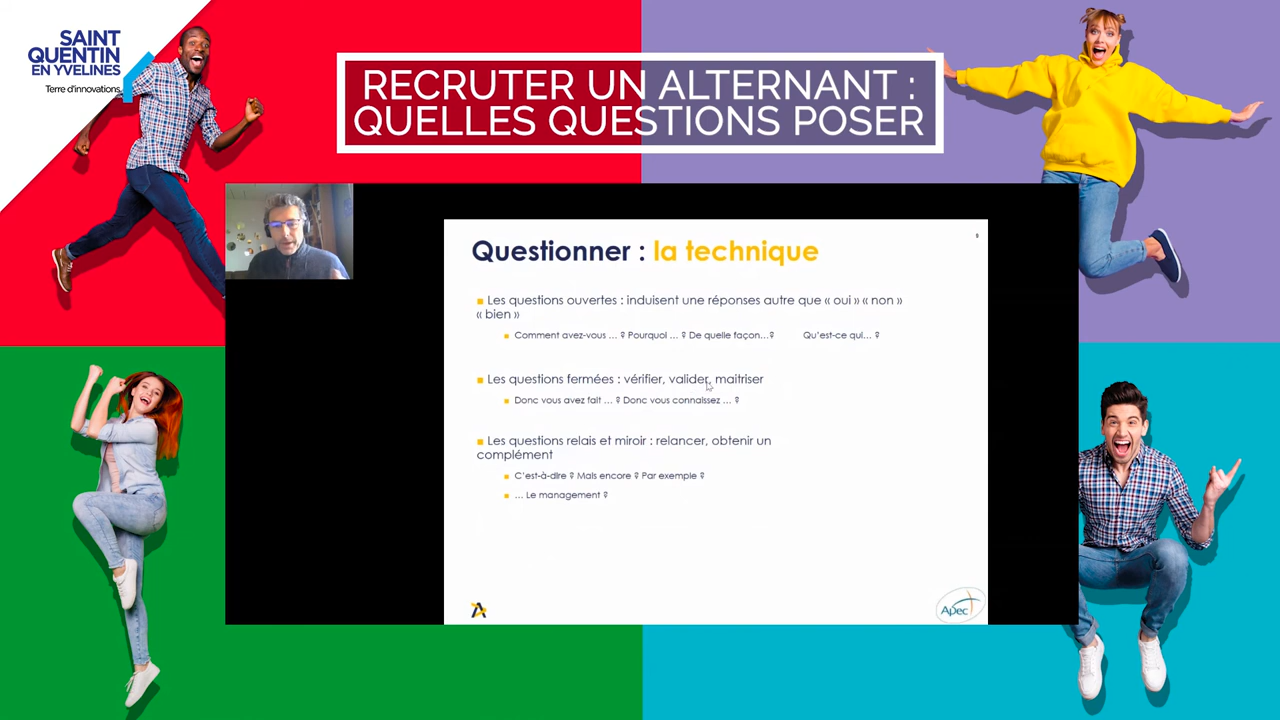 SAINT
QUENTIN
EN YVELINES
Terre d'innovations
RECRUTER UN ALTERNANT :
QUELLES QUESTIONS POSER
Questionner : la technique
Les questions ouvertes : induisent une réponses autre que « oui » « non »
« bien »
Comment avez-vous … ? Pourquoi … ? De quelle façon…? Qu'est-ce qui… ?
Les questions fermées : vérifier, valider, maitriser
Donc vous avez fait … ? Donc vous connaissez … ?
Les questions relais et miroir : relancer, obtenir un
complément
C'est-à-dire ? Mais encore ? Par exemple ?
… Le management ?
Apec